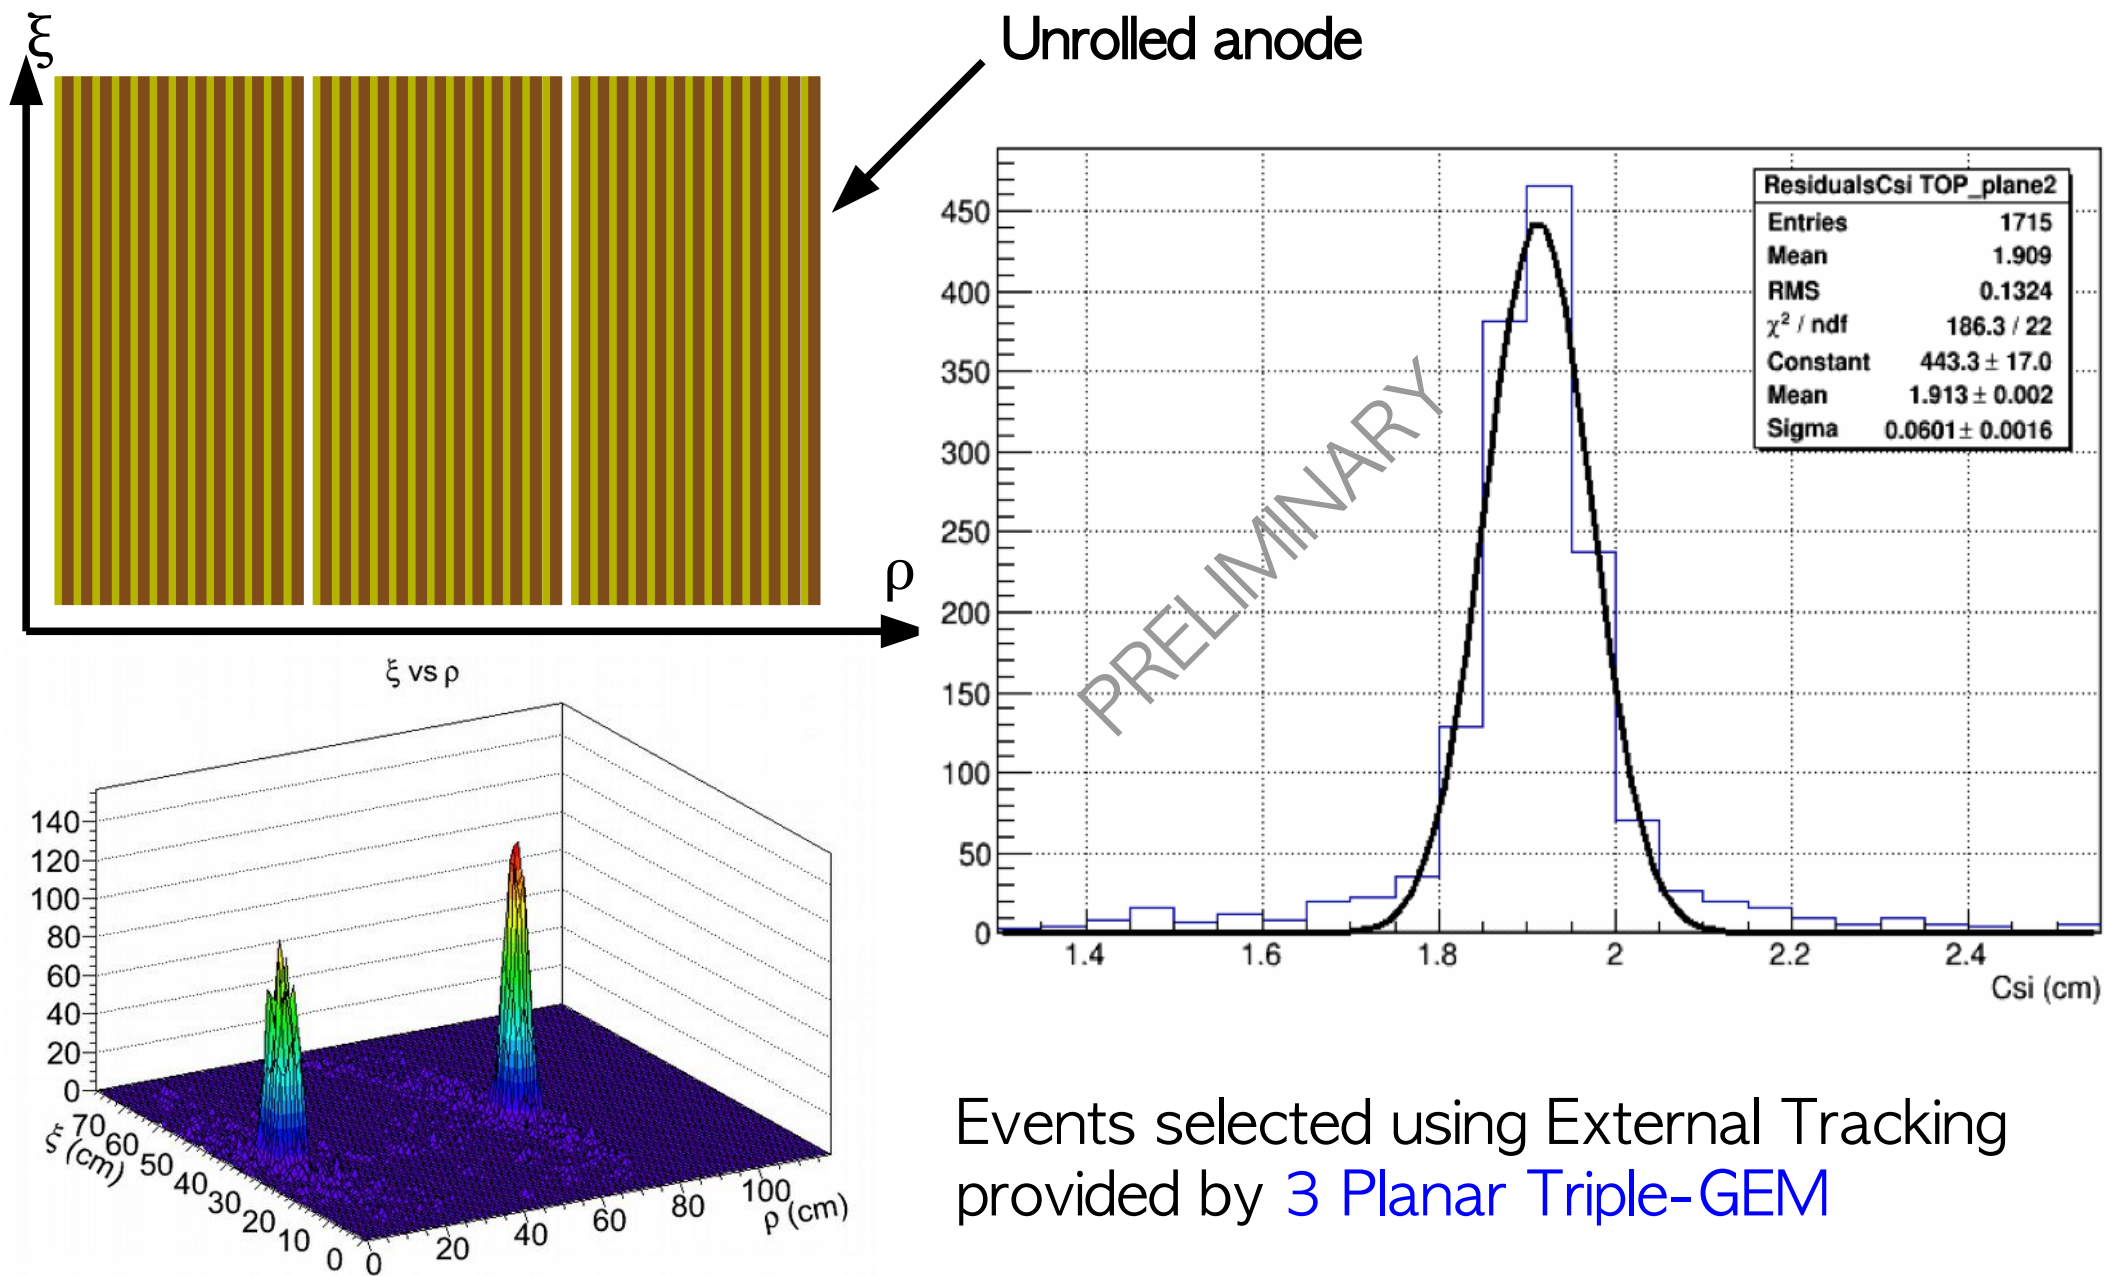 ξ
Unrolled anode
ρ
ξ vs ρ
140
120
100
80
60
40
20
0
70
60
50
40
30
20
10
0
ξ (cm)
0
20
40
60
80
100
ρ (cm)
450
400
350
300
250
200
150
100
50
0
1.4
1.6
1.8
2
2.2
2.4
Csi (cm)
ResidualsCsi TOP_plane2
Entries 1715
Mean 1.909
RMS 0.1324
χ² / ndf 186.3 / 22
Constant 443.3 ± 17.0
Mean 1.913 ± 0.002
Sigma 0.0601 ± 0.0016
PRELIMINARY
Events selected using External Tracking
provided by 3 Planar Triple-GEM